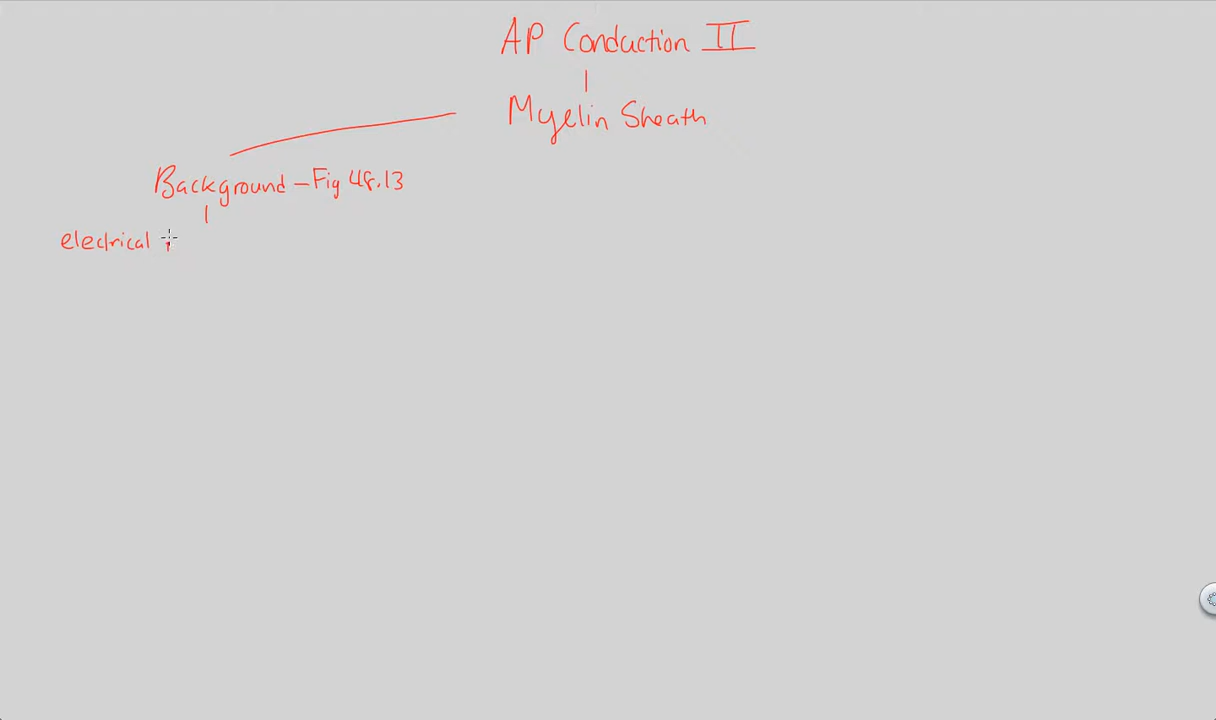 AP Conduction II
Myelin Sheath
Background - Fig 48.13
electrical